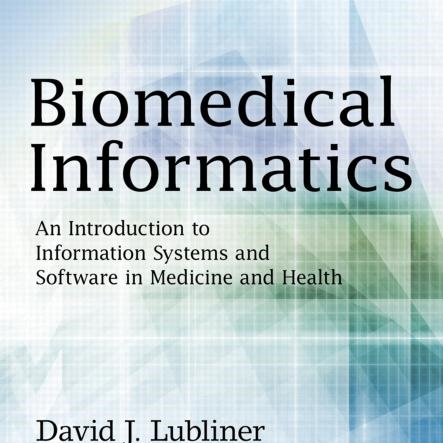 Biomedical
Informatics
An Introduction to
Information Systems and
Software in Medicine and Health
David J. Lubliner